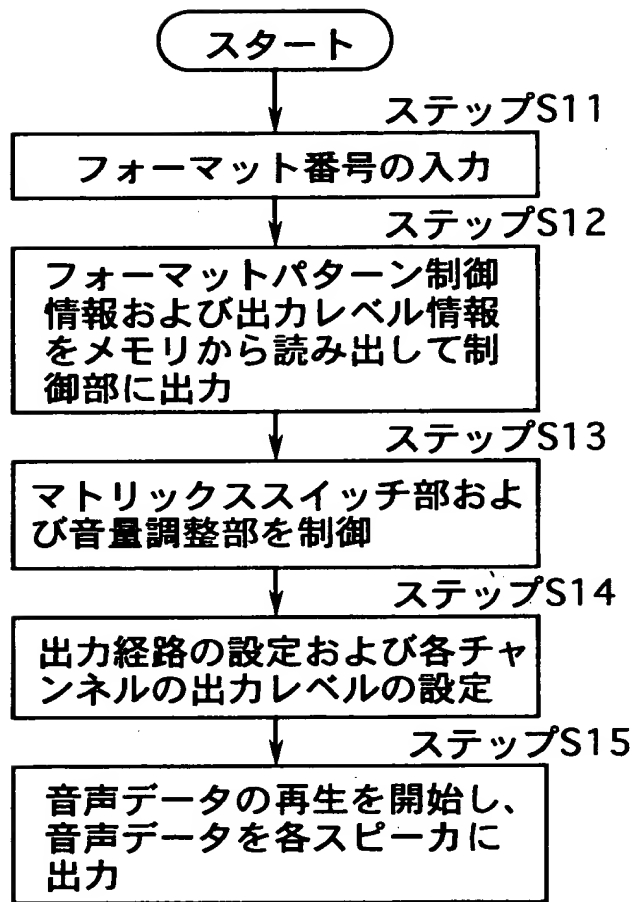 スタート
ステップS11
フォーマット番号の入力
ステップS12
フォーマットパターン制御
情報および出力レベル情報
をメモリから読み出して制
御部に出力
ステップS13
マトリックススイッチ部およ
び音量調整部を制御
ステップS14
出力経路の設定および各チャ
ンネルの出力レベルの設定
ステップS15
音声データの再生を開始し、
音声データを各スピーカに
出力